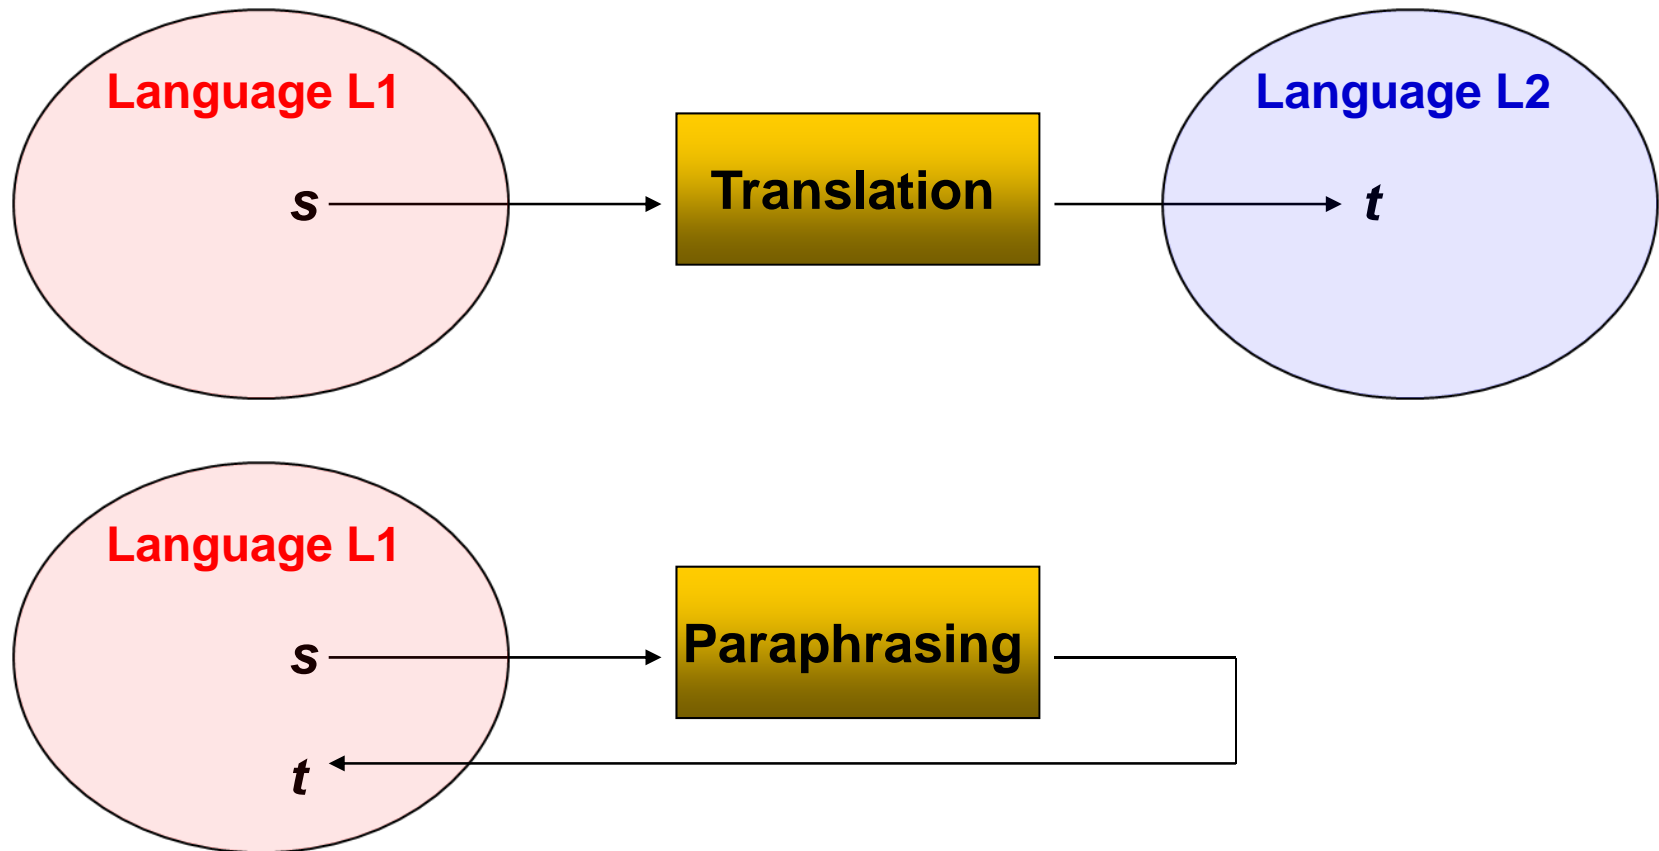 Language L1
Language L2
s
Translation
t
Language L1
s
Paraphrasing
t